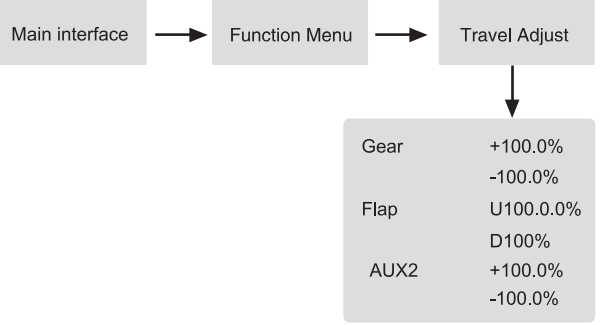 Main interface
Function Menu
Travel Adjust
Gear +100.0%
-100.0%
Flap U100.0.0%
D100%
AUX2 +100.0%
-100.0%